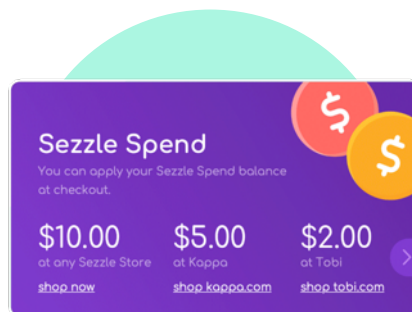 $
$
Sezzle Spend
You can apply your Sezzle Spend balance
at checkout.
$10.00 $5.00 $2.00
at any Sezzle Store at Kappa at Tobi
shop now shop kappa.com shop tobi.com